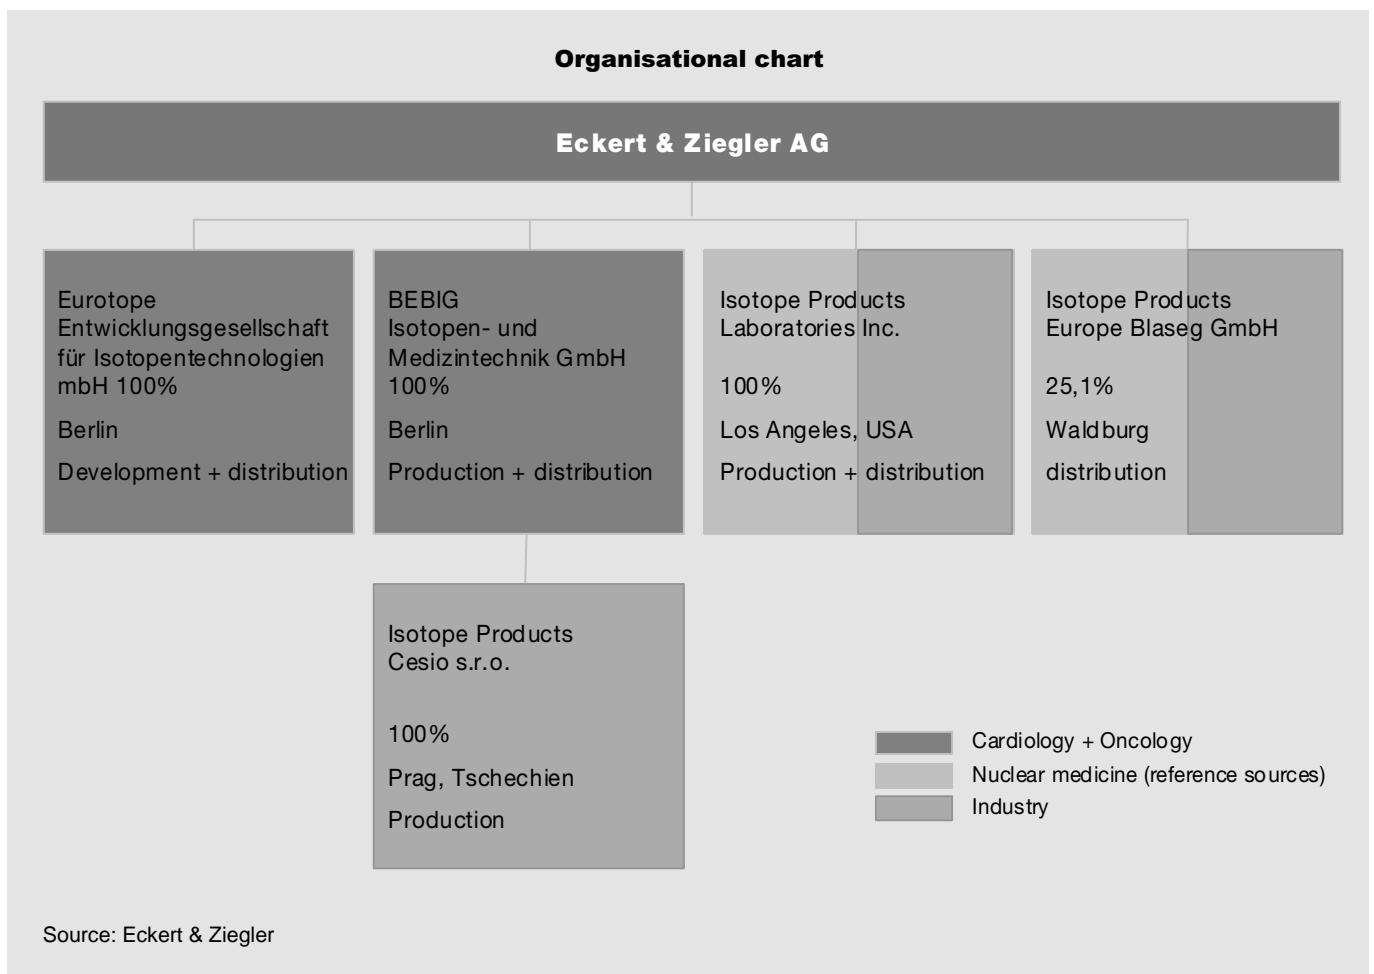 Organisational chart
Eckert & Ziegler AG
Eurotope
Entwicklungsgesellschaft
für Isotopentechnologien
mbH 100%
Berlin
Development + distribution
BEBIG
Isotopen- und
Medizintechnik GmbH
100%
Berlin
Production + distribution
Isotope Products
Laboratories Inc.
100%
Los Angeles, USA
Production + distribution
Isotope Products
Europe Blaseg GmbH
25,1%
Waldburg
distribution
Isotope Products
Cesio s.r.o.
100%
Prag, Tschechien
Production
Cardiology + Oncology
Nuclear medicine (reference sources)
Industry
Source: Eckert & Ziegler